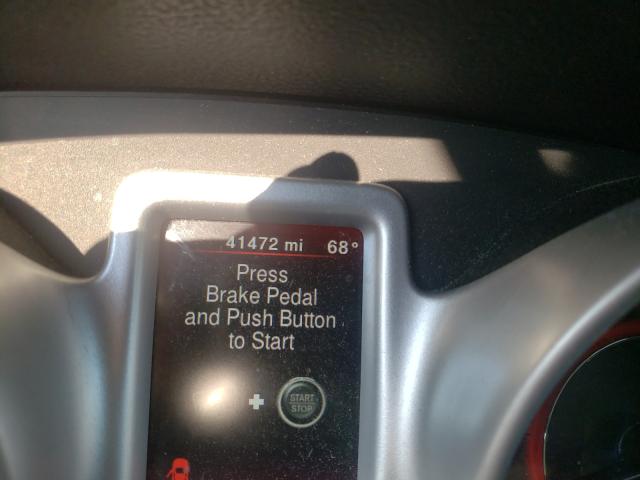 41472 mi 68°
Press
Brake Pedal
and Push Button
to Start
+ START
STOP